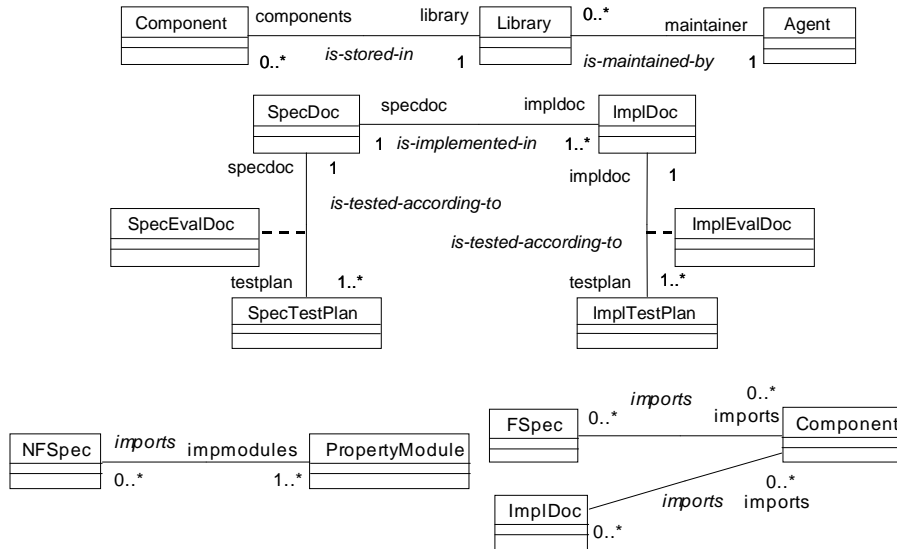 components library 0..*
Component Library maintainer Agent
0..* is-stored-in 1 is-maintained-by 1
SpecDoc specdoc impldoc ImplDoc
1 is-implemented-in 1..*
specdoc 1 impldoc 1
is-tested-according-to
SpecEvalDoc ImplEvalDoc
is-tested-according-to
testplan 1..* testplan 1..*
SpecTestPlan ImplTestPlan
imports 0..*
FSpec 0..* imports Component
NFSpec imports impmodules PropertyModule
0..* 1..* 0..*
imports imports
ImplDoc 0..*